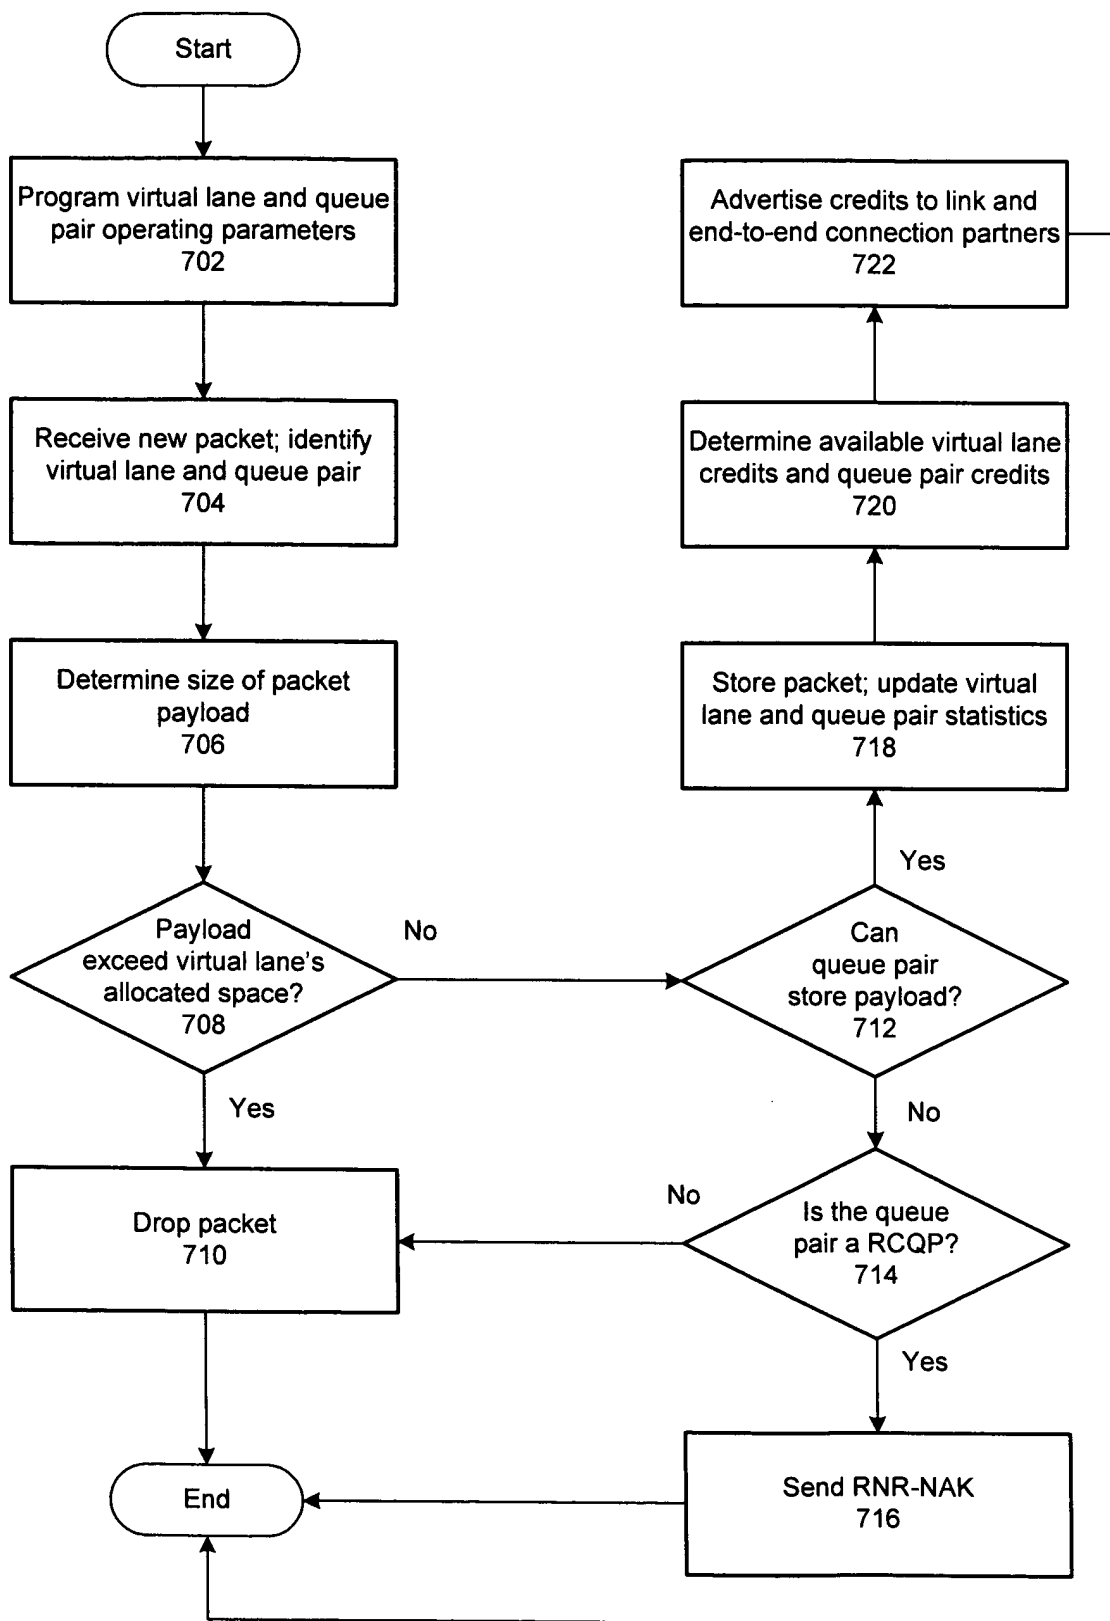 Start
Program virtual lane and queue
pair operating parameters
702
Receive new packet; identify
virtual lane and queue pair
704
Determine size of packet
payload
706
Payload
exceed virtual lane's
allocated space?
708
No
Yes
Drop packet
710
End
Advertise credits to link and
end-to-end connection partners
722
Determine available virtual lane
credits and queue pair credits
720
Store packet; update virtual
lane and queue pair statistics
718
Yes
Can
queue pair
store payload?
712
No
No
Is the queue
pair a RCQP?
714
Yes
Send RNR-NAK
716